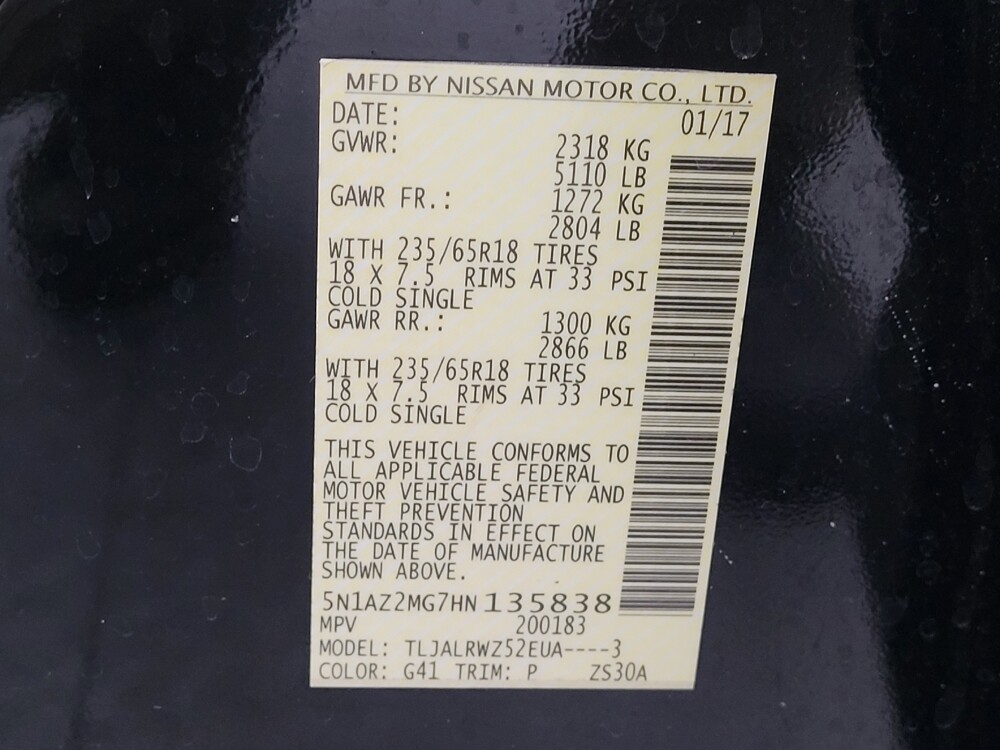 MFD BY NISSAN MOTOR CO., LTD.
DATE: 01/17
GVWR: 2318 KG
5110 LB
GAWR FR.: 1272 KG
2804 LB
WITH 235/65R18 TIRES
18 X 7.5 RIMS AT 33 PSI
COLD SINGLE
GAWR RR.: 1300 KG
2866 LB
WITH 235/65R18 TIRES
18 X 7.5 RIMS AT 33 PSI
COLD SINGLE
THIS VEHICLE CONFORMS TO
ALL APPLICABLE FEDERAL
MOTOR VEHICLE SAFETY AND
THEFT PREVENTION
STANDARDS IN EFFECT ON
THE DATE OF MANUFACTURE
SHOWN ABOVE.
5N1AZ2MG7HN135838
MPV 200183
MODEL: TLJALRWZ52EUA----3
COLOR: G41 TRIM: P ZS30A